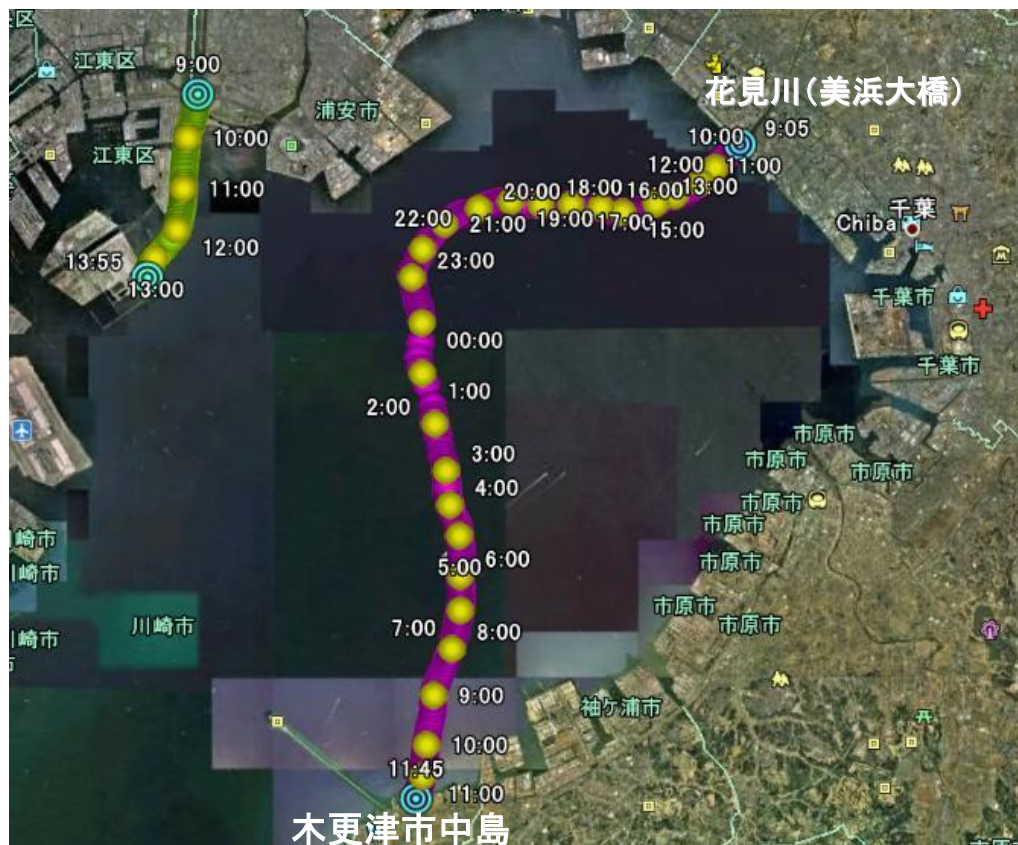 区
江東区
9:00
花見川(美浜大橋)
浦安市
10:00
9:05
10:00
江東区
12:00
11:00
11:00
20:00
18:00
16:00
13:00
千葉
22:00
21:00
19:00
17:00
15:00
Chiba
12:00
13:55
23:00
13:00
千葉市
00:00
千葉市
1:00
2:00
市原市
3:00
市原市
市原市
4:00
市原市
市原市
崎市
5:00
6:00
市原市
崎市
市原市
川崎市
7:00
8:00
市原市
崎市
市
9:00
袖ケ浦市
10:00
11:45
11:00
木更津市中島